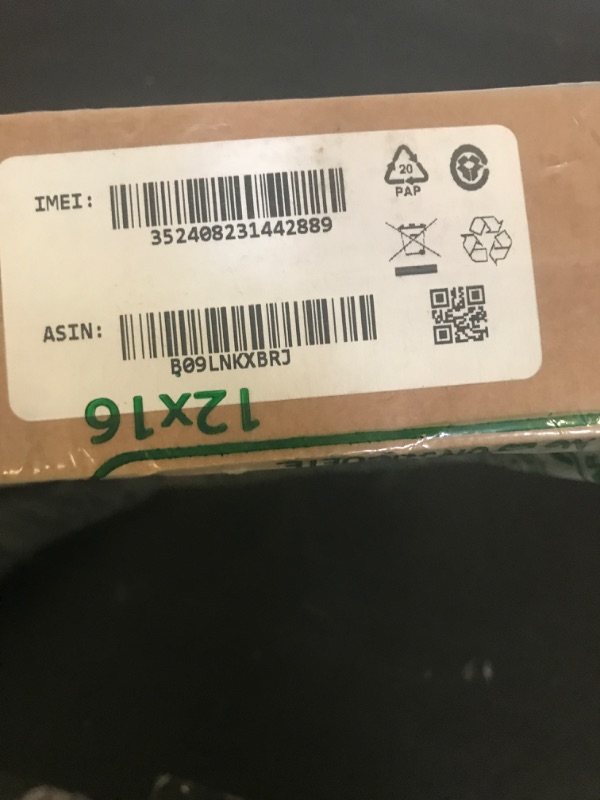 20
PAP
IMEI:
352408231442889
ASIN:
B09LNKXBRJ
12x16